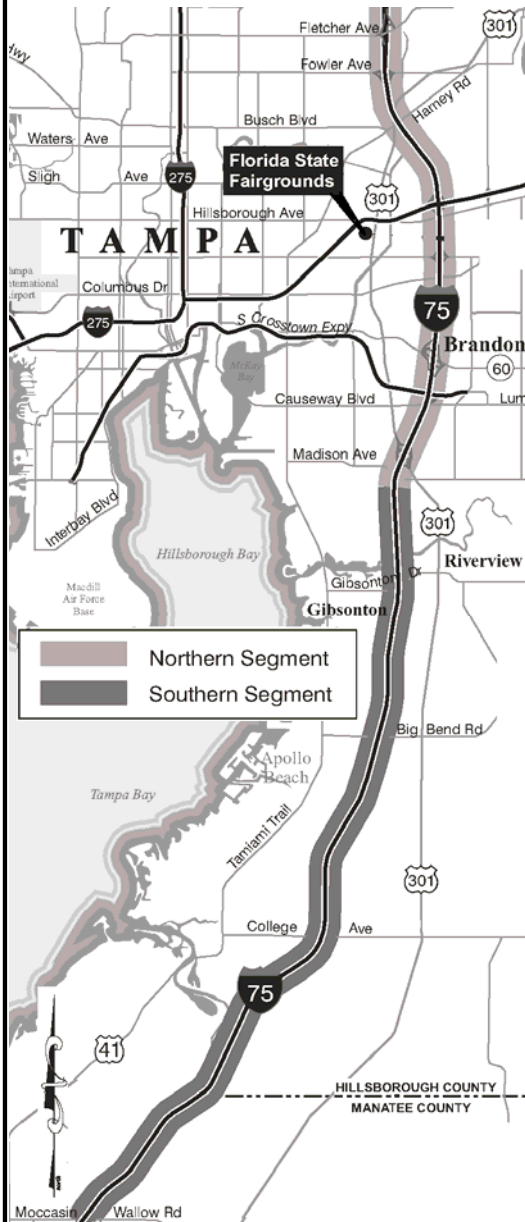 Fletcher Ave
301
Hwy
Fowler Ave
Harney Rd
Busch Blvd
Waters Ave
Sligh Ave
275
Florida State
Fairgrounds
301
Hillsborough Ave
TAMPA
Tampa
International
Airport
Columbus Dr
275
75
S Crosstown Expy.
Brandon
60
McKay
Bay
Causeway Blvd
Lum
Madison Ave
Interbay Blvd
301
Hillsborough Bay
Riverview
Gibsonton Dr
Macdill
Air Force
Base
Gibsonton
Northern Segment
Southern Segment
Big Bend Rd
Apollo
Beach
Tampa Bay
Tamiami Trail
301
College Ave
75
41
HILLSBOROUGH COUNTY
MANATEE COUNTY
Moccasin Wallow Rd